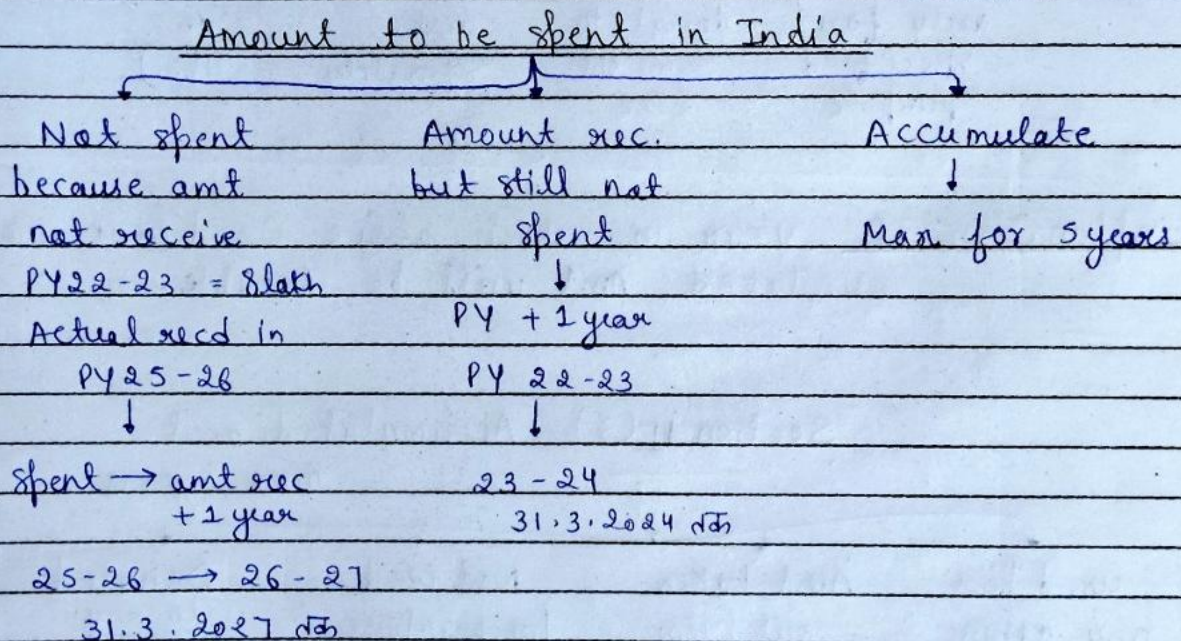 Amount to be spent in India
Not spent
because amt
not receive
PY22-23 = 8lakh
Actual recd in
PY25-26
↓
spent → amt rec
+1 year
25-26 → 26-27
31.3.2027 तक
Amount rec.
but still not
spent
↓
PY + 1 year
PY 22-23
↓
23-24
31.3.2024 तक
Accumulate
↓
Max for 5 years